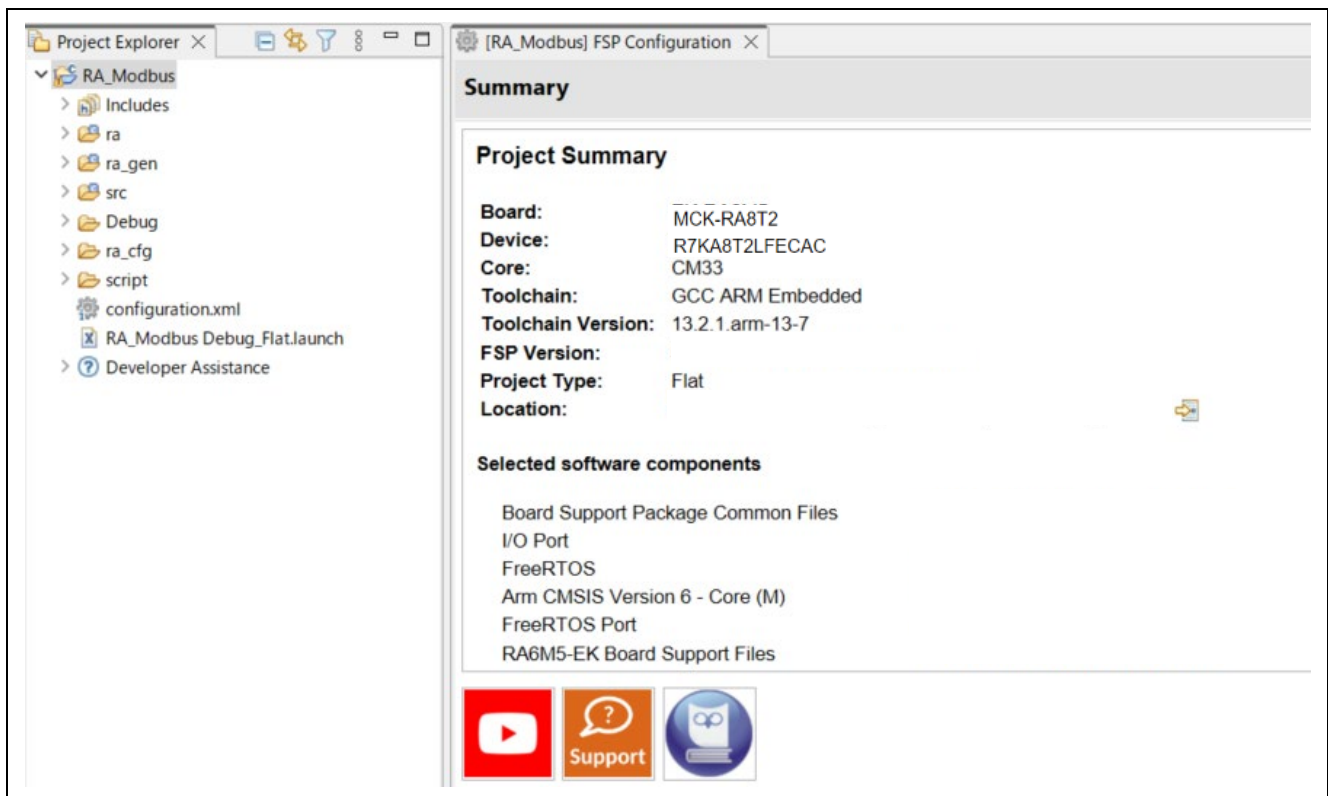 Project Explorer
RA_Modbus
Includes
ra
ra_gen
src
Debug
ra_cfg
script
configuration.xml
RA_Modbus Debug_Flat.launch
Developer Assistance
[RA_Modbus] FSP Configuration
Summary
Project Summary
Board: MCK-RA8T2
Device: R7KA8T2LFECAC
Core: CM33
Toolchain: GCC ARM Embedded
Toolchain Version: 13.2.1.arm-13-7
FSP Version:
Project Type: Flat
Location:
Selected software components
Board Support Package Common Files
I/O Port
FreeRTOS
Arm CMSIS Version 6 - Core (M)
FreeRTOS Port
RA6M5-EK Board Support Files
?
Support